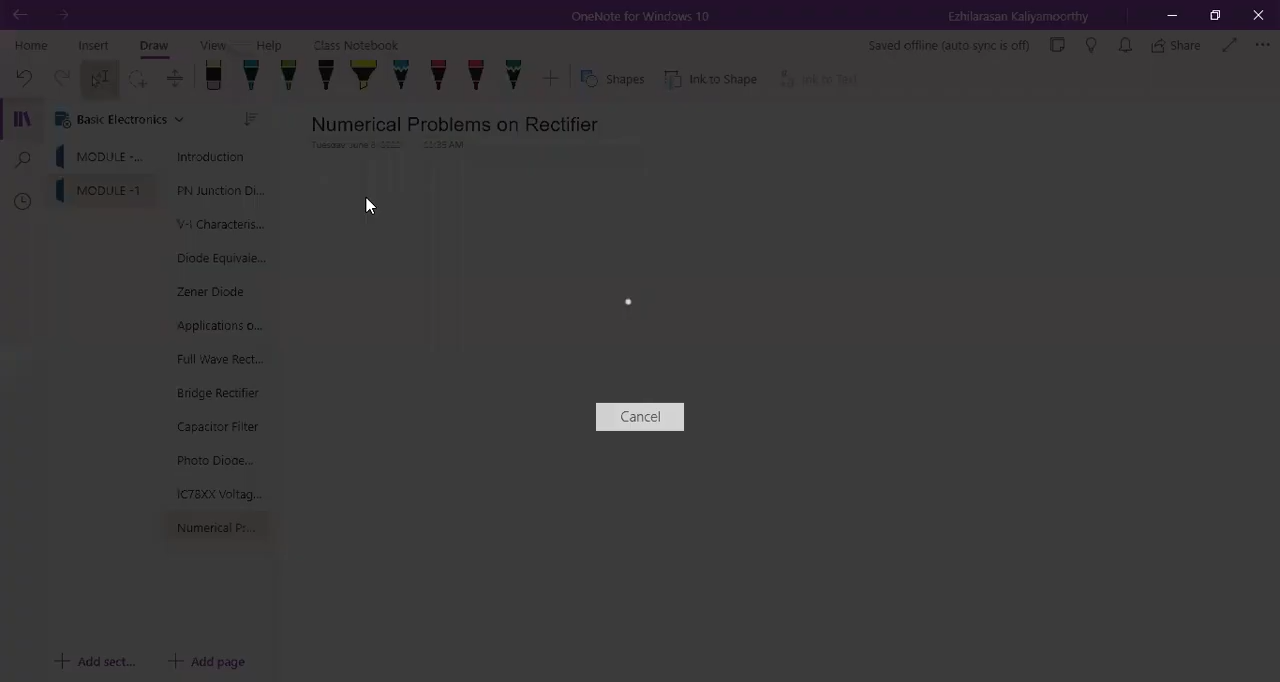 OneNote for Windows 10
Ezhilarasan Kaliyamoorthy
Home Insert Draw View Help Class Notebook
Saved offline (auto sync is off) Share
Shapes Ink to Shape Ink to Text
Basic Electronics
MODULE -...
MODULE -1
Introduction
PN Junction Di...
V-I Characteris...
Diode Equivale...
Zener Diode
Applications o...
Full Wave Rect...
Bridge Rectifier
Capacitor Filter
Photo Diode...
IC78XX Voltag...
Numerical Pr...
Add sect...
Add page
Numerical Problems on Rectifier
Cancel